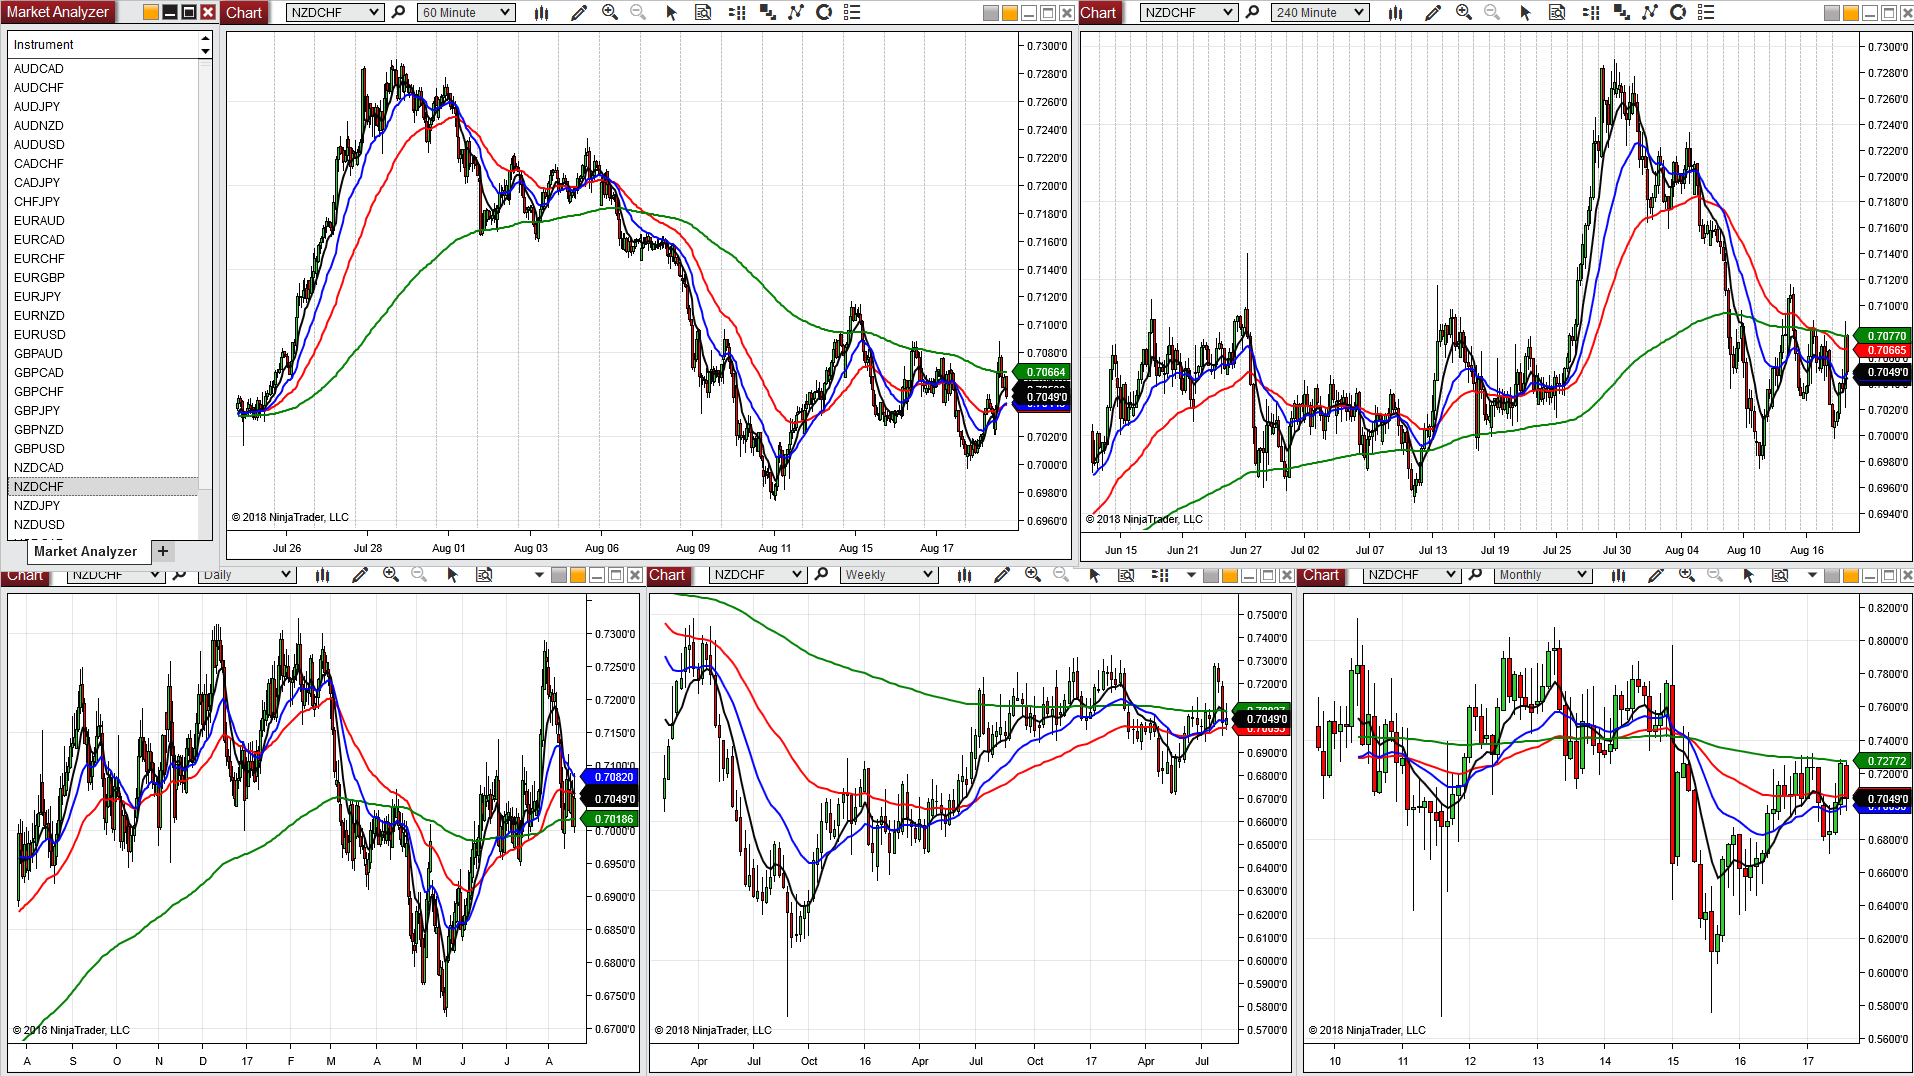 Market Analyzer
Instrument
AUDCAD
AUDCHF
AUDJPY
AUDNZD
AUDUSD
CADCHF
CADJPY
CHFJPY
EURAUD
EURCAD
EURCHF
EURGBP
EURJPY
EURNZD
EURUSD
GBPAUD
GBPCAD
GBPCHF
GBPJPY
GBPNZD
GBPUSD
NZDCAD
NZDCHF
NZDJPY
NZDUSD
Market Analyzer +
Chart NZDCHF 60 Minute
0.7300'0
0.7280'0
0.7260'0
0.7240'0
0.7220'0
0.7200'0
0.7180'0
0.7160'0
0.7140'0
0.7120'0
0.7100'0
0.7080'0
0.70664
0.7049'0
0.7020'0
0.7000'0
0.6980'0
0.6960'0
© 2018 NinjaTrader, LLC
Jul 26 Jul 28 Aug 01 Aug 03 Aug 06 Aug 09 Aug 11 Aug 15 Aug 17
Chart NZDCHF 240 Minute
0.7300'0
0.7280'0
0.7260'0
0.7240'0
0.7220'0
0.7200'0
0.7180'0
0.7160'0
0.7140'0
0.7120'0
0.7100'0
0.70770
0.70665
0.7049'0
0.7020'0
0.7000'0
0.6980'0
0.6960'0
0.6940'0
© 2018 NinjaTrader, LLC
Jun 15 Jun 21 Jun 27 Jul 02 Jul 07 Jul 13 Jul 19 Jul 25 Jul 30 Aug 04 Aug 10 Aug 16
Chart NZDCHF Daily
0.7300'0
0.7250'0
0.7200'0
0.7150'0
0.7100'0
0.70820
0.7049'0
0.70186
0.7000'0
0.6950'0
0.6900'0
0.6850'0
0.6800'0
0.6750'0
0.6700'0
© 2018 NinjaTrader, LLC
A S O N D 17 F M A M J J A
Chart NZDCHF Weekly
0.7500'0
0.7400'0
0.7300'0
0.7200'0
0.7049'0
0.6900'0
0.6800'0
0.6700'0
0.6600'0
0.6500'0
0.6400'0
0.6300'0
0.6200'0
0.6100'0
0.6000'0
0.5900'0
0.5800'0
0.5700'0
© 2018 NinjaTrader, LLC
Apr Jul Oct 16 Apr Jul Oct 17 Apr Jul
Chart NZDCHF Monthly
0.8200'0
0.8000'0
0.7800'0
0.7600'0
0.7400'0
0.72772
0.7200'0
0.7049'0
0.6800'0
0.6600'0
0.6400'0
0.6200'0
0.6000'0
0.5800'0
0.5600'0
© 2018 NinjaTrader, LLC
10 11 12 13 14 15 16 17